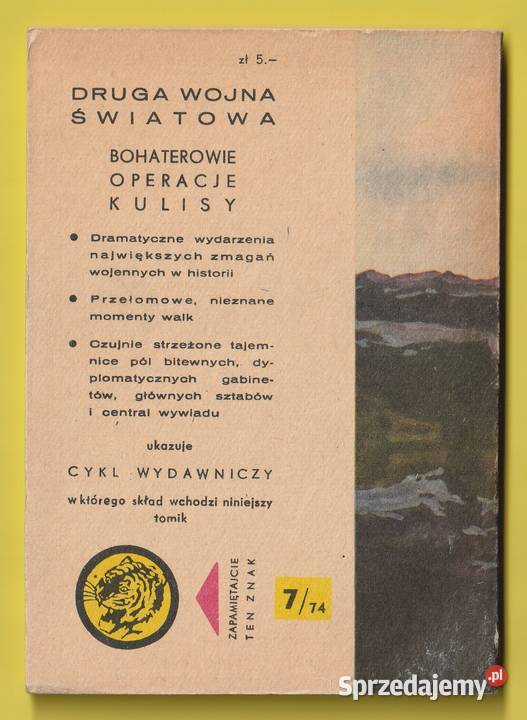 zł 5.—
DRUGA WOJNA
ŚWIATOWA
BOHATEROWIE
OPERACJE
KULISY
● Dramatyczne wydarzenia
największych zmagań
wojennych w historii
● Przełomowe, nieznane
momenty walk
● Czujnie strzeżone tajem-
nice pól bitewnych, dy-
plomatycznych gabine-
tów, głównych sztabów
i central wywiadu
ukazuje
CYKL WYDAWNICZY
w którego skład wchodzi niniejszy
tomik
ZAPAMIĘTAJCIE
TEN ZNAK
7/74
Sprzedajemy.pl